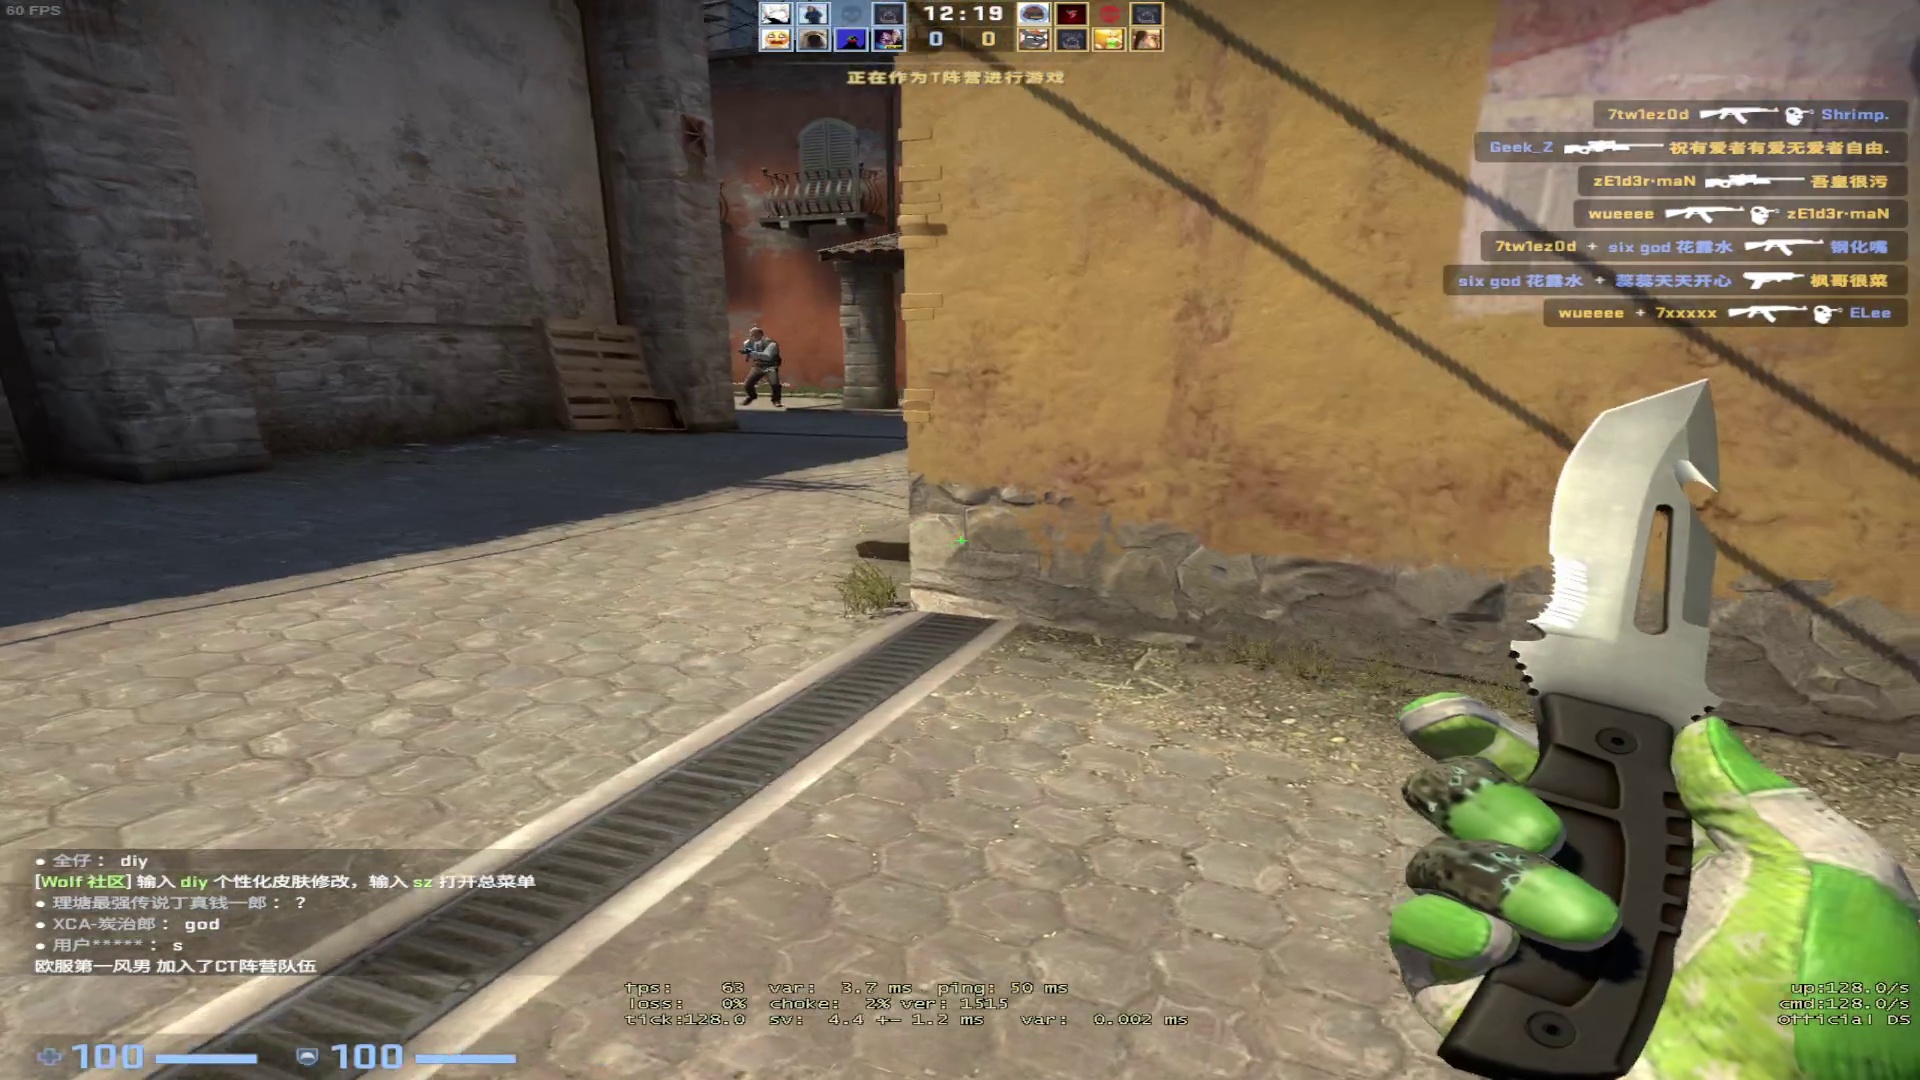 60 FPS
12:19
0 0
正在作为T阵营进行游戏
7tw1ez0d Shrimp.
Geek_Z 祝有爱者有爱无爱者自由.
zE1d3r·maN 吾皇很污
wueeee zE1d3r·maN
7tw1ez0d + six god 花露水 钢化嘴
six god 花露水 + 蕊蕊天天开心 枫哥很菜
wueeee + 7xxxxx ELee
全仔： diy
[Wolf 社区] 输入 diy 个性化皮肤修改，输入 sz 打开总菜单
理塘最强传说丁真钱一郎： ?
XCA-炭治郎： god
用户*****： s
欧服第一风男 加入了CT阵营队伍
fps: 63 var: 3.7 ms ping: 50 ms
loss: 0% choke: 2% ver: 1515
tick:128.0 sv: 4.4 +- 1.2 ms var: 0.002 ms
up:128.0/s
cmd:128.0/s
Official DS
100 100